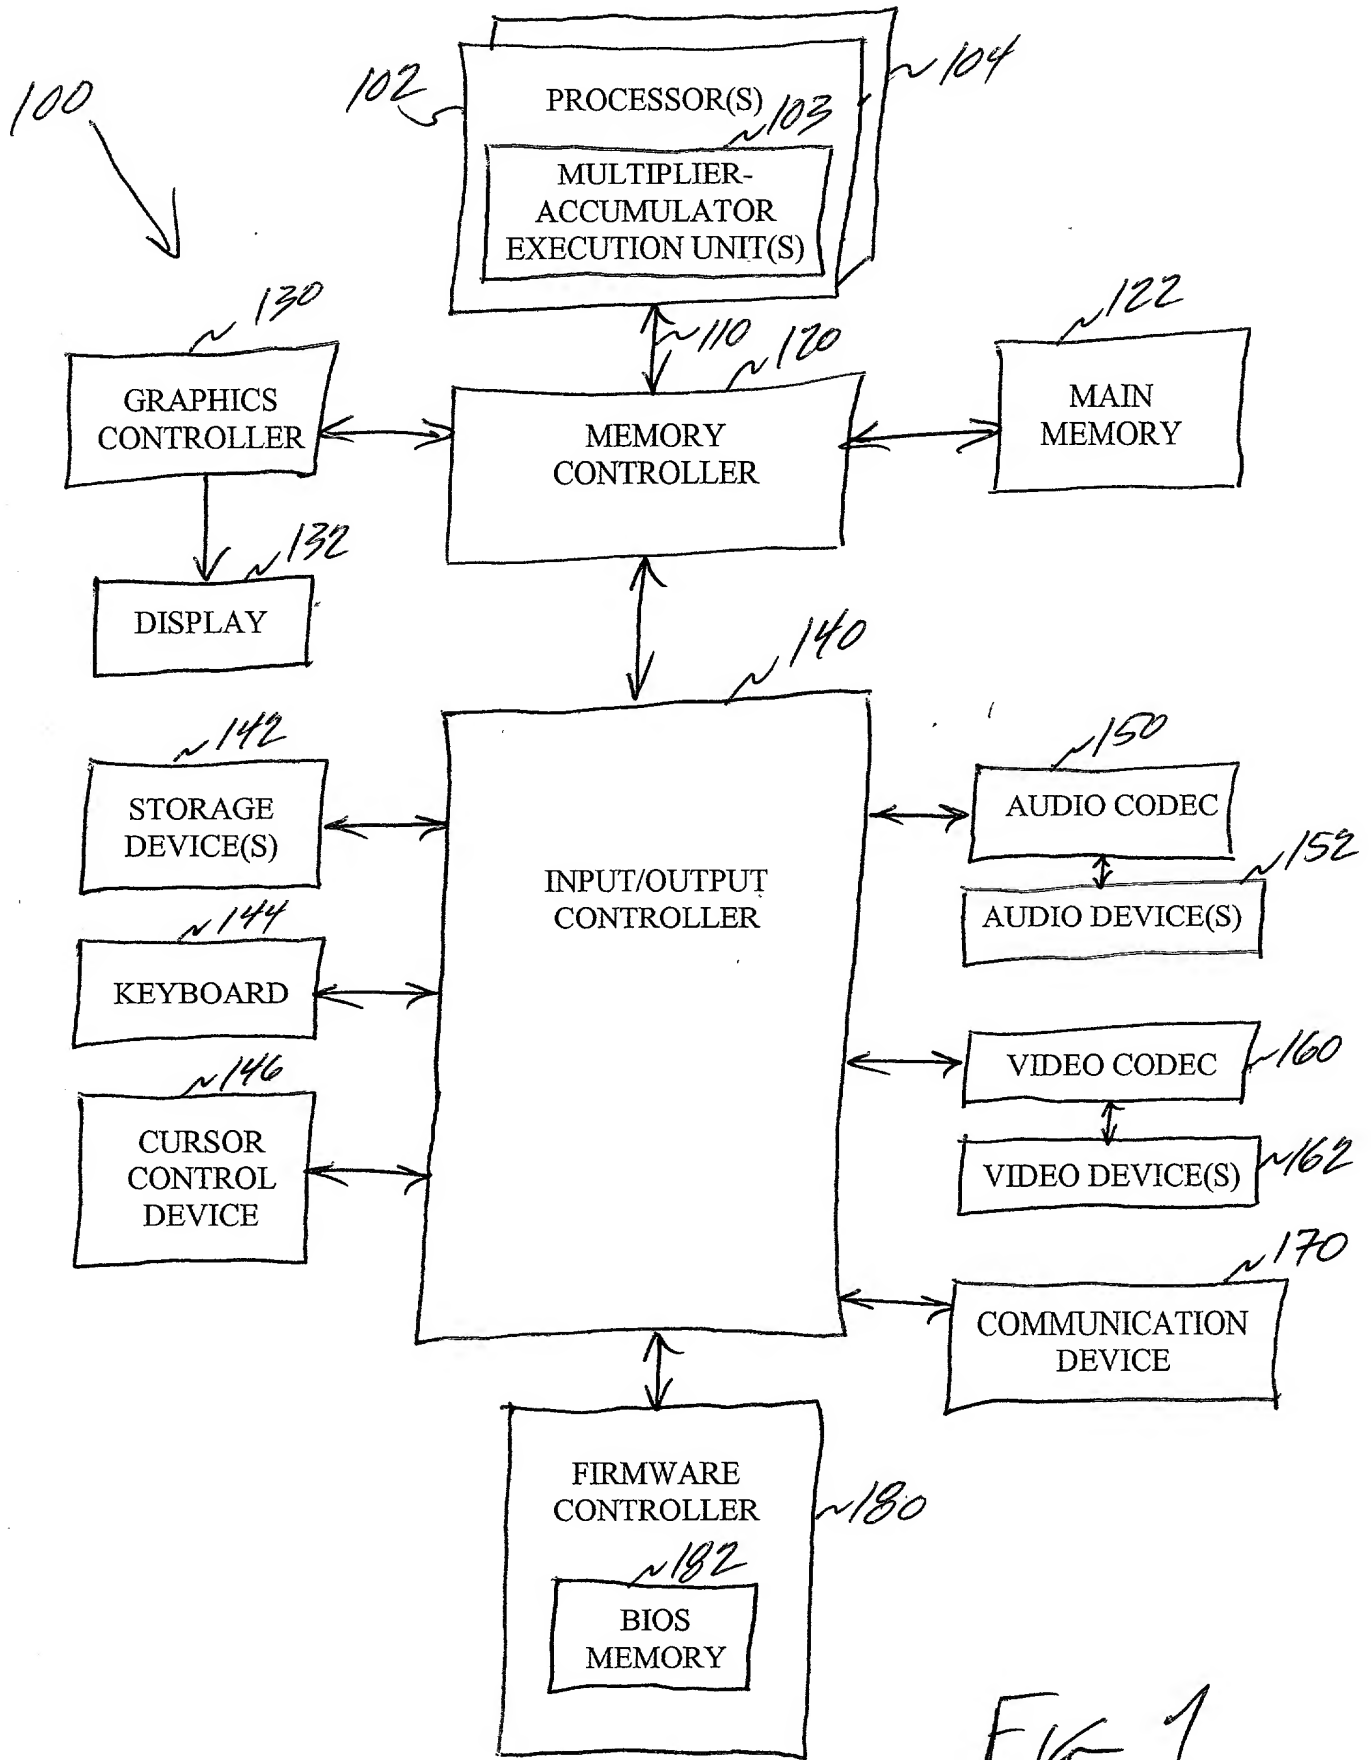 100
102
104
PROCESSOR(S)
103
MULTIPLIER-
ACCUMULATOR
EXECUTION UNIT(S)
110
130
GRAPHICS
CONTROLLER
120
MEMORY
CONTROLLER
122
MAIN
MEMORY
132
DISPLAY
140
INPUT/OUTPUT
CONTROLLER
142
STORAGE
DEVICE(S)
144
KEYBOARD
146
CURSOR
CONTROL
DEVICE
150
AUDIO CODEC
152
AUDIO DEVICE(S)
160
VIDEO CODEC
162
VIDEO DEVICE(S)
170
COMMUNICATION
DEVICE
180
FIRMWARE
CONTROLLER
182
BIOS
MEMORY
FIG 1